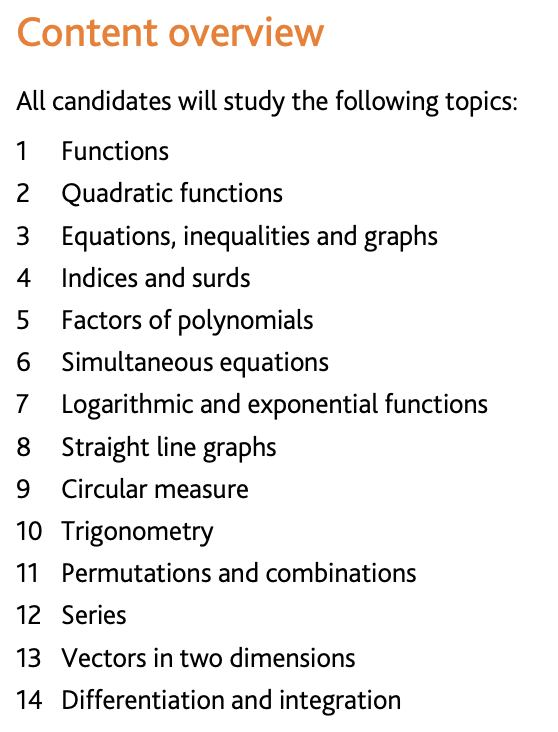 Content overview
All candidates will study the following topics:
1 Functions
2 Quadratic functions
3 Equations, inequalities and graphs
4 Indices and surds
5 Factors of polynomials
6 Simultaneous equations
7 Logarithmic and exponential functions
8 Straight line graphs
9 Circular measure
10 Trigonometry
11 Permutations and combinations
12 Series
13 Vectors in two dimensions
14 Differentiation and integration